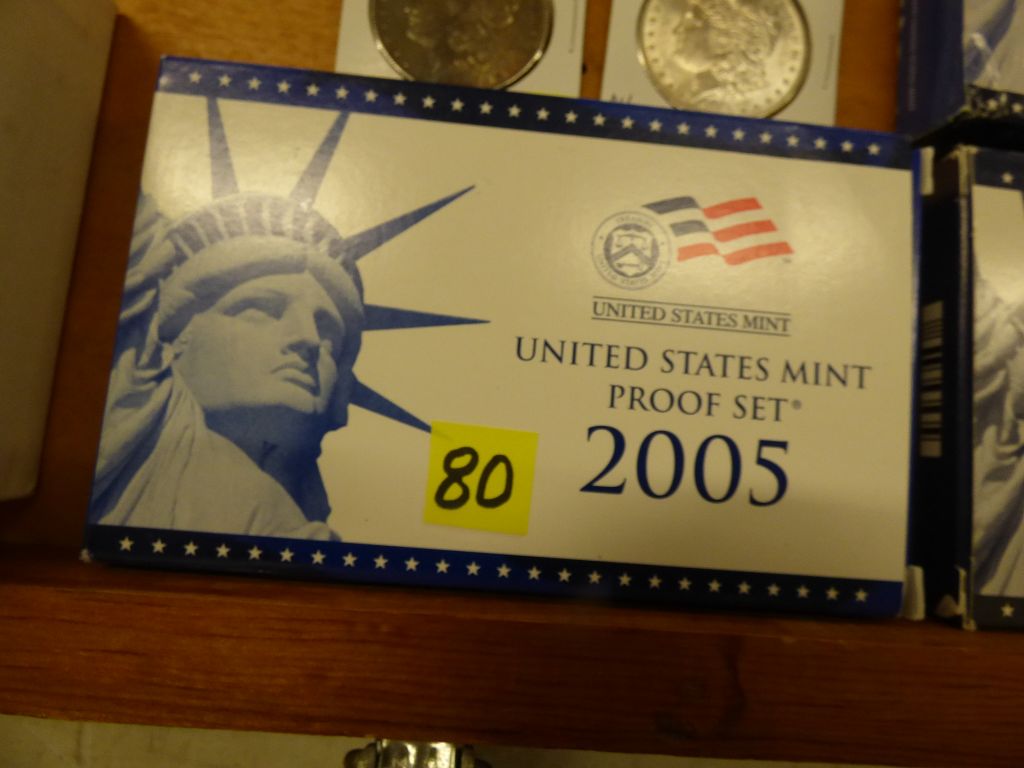 UNITED STATES MINT
UNITED STATES MINT
PROOF SET®
2005
80